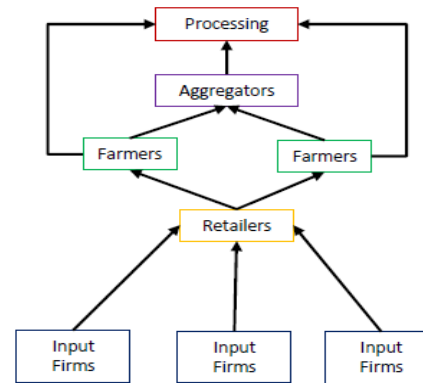 Processing
Aggregators
Farmers
Farmers
Retailers
Input
Firms
Input
Firms
Input
Firms